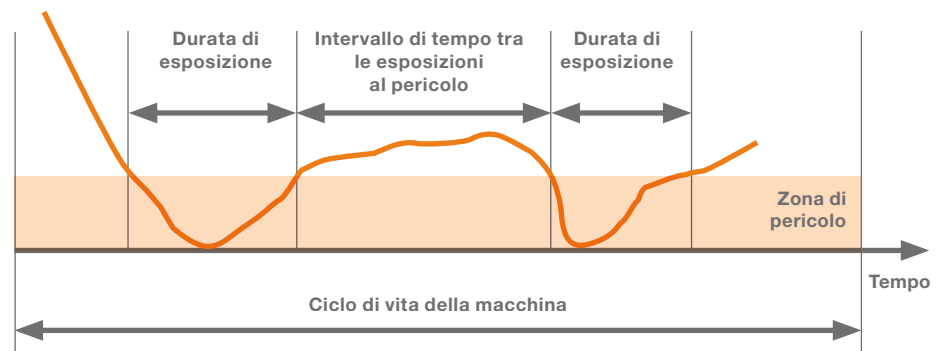 Durata di
esposizione
Intervallo di tempo tra
le esposizioni
al pericolo
Durata di
esposizione
Zona di
pericolo
Tempo
Ciclo di vita della macchina